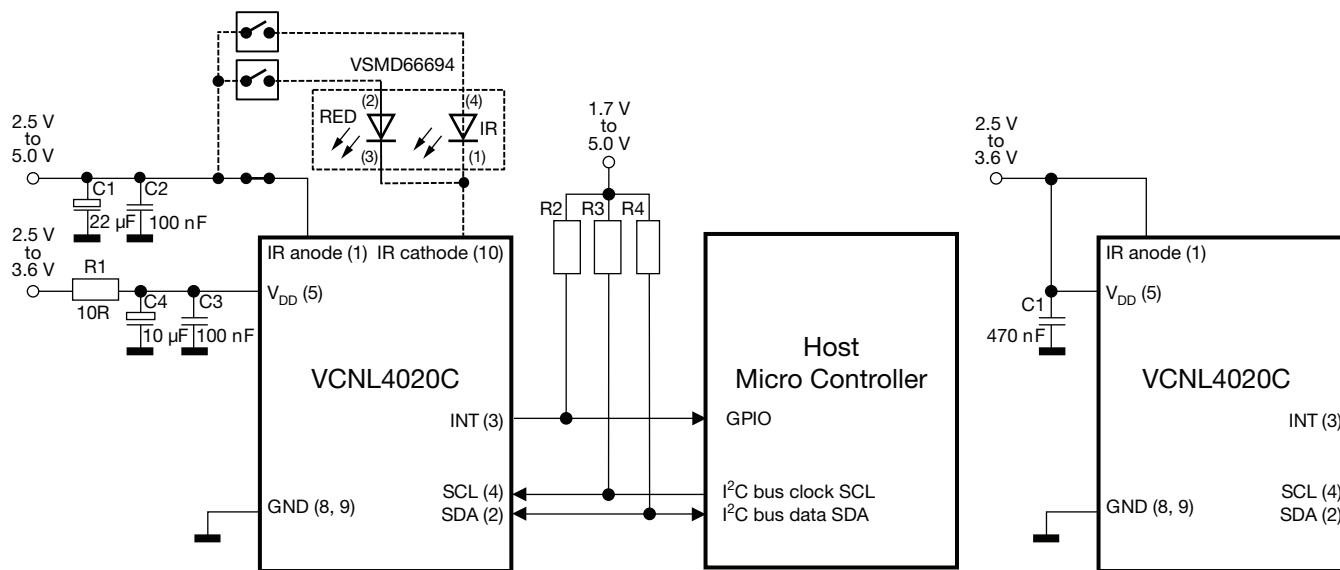 VSMD66694
(2)
(4)
RED
IR
(3)
(1)
2.5 V
to
5.0 V
C1
C2
22 µF
100 nF
2.5 V
to
3.6 V
R1
10R
C4
C3
10 µF
100 nF
IR anode (1)
IR cathode (10)
VDD (5)
VCNL4020C
INT (3)
SCL (4)
SDA (2)
GND (8, 9)
1.7 V
to
5.0 V
R2
R3
R4
Host
Micro Controller
GPIO
I²C bus clock SCL
I²C bus data SDA
2.5 V
to
3.6 V
C1
470 nF
IR anode (1)
VDD (5)
VCNL4020C
INT (3)
SCL (4)
SDA (2)
GND (8, 9)